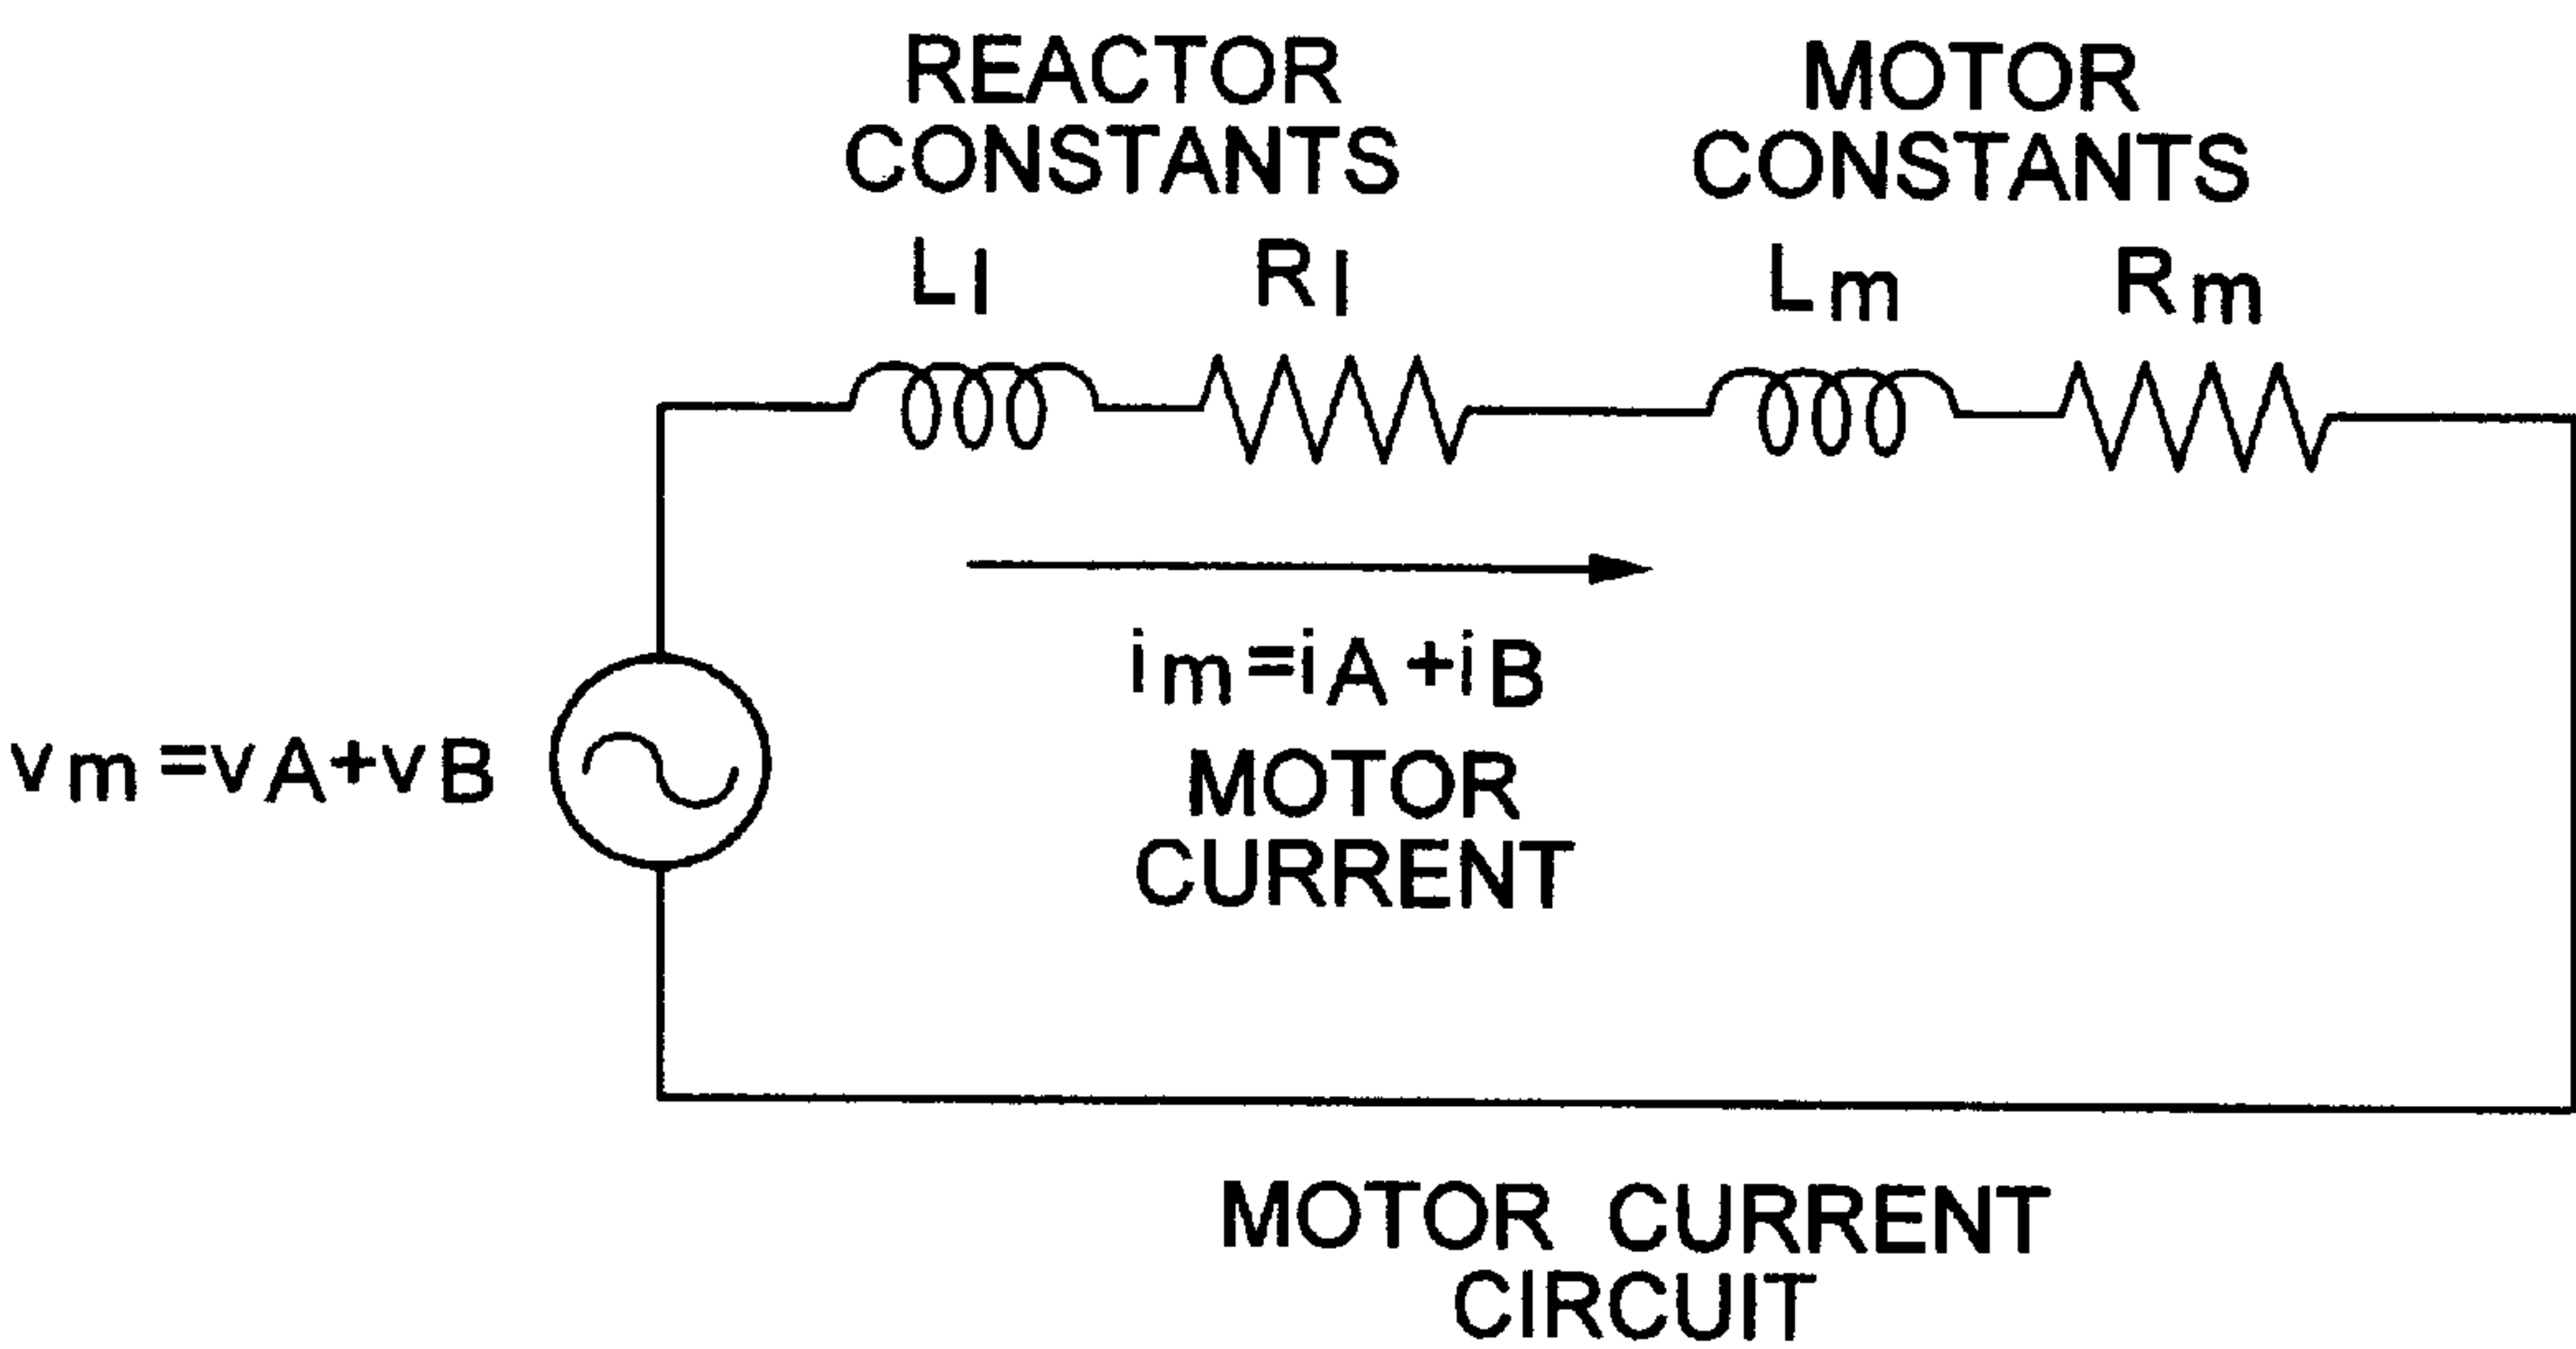 REACTOR
CONSTANTS
MOTOR
CONSTANTS
Ll Rl Lm Rm
im=iA+iB
MOTOR
CURRENT
vm=vA+vB
MOTOR CURRENT
CIRCUIT